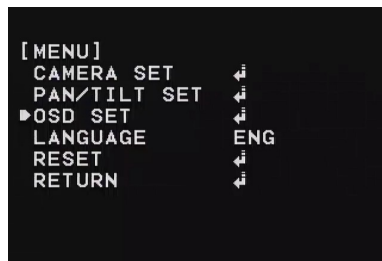 [MENU]
CAMERA SET ↵
PAN/TILT SET ↵
OSD SET ↵
LANGUAGE ENG
RESET ↵
RETURN ↵